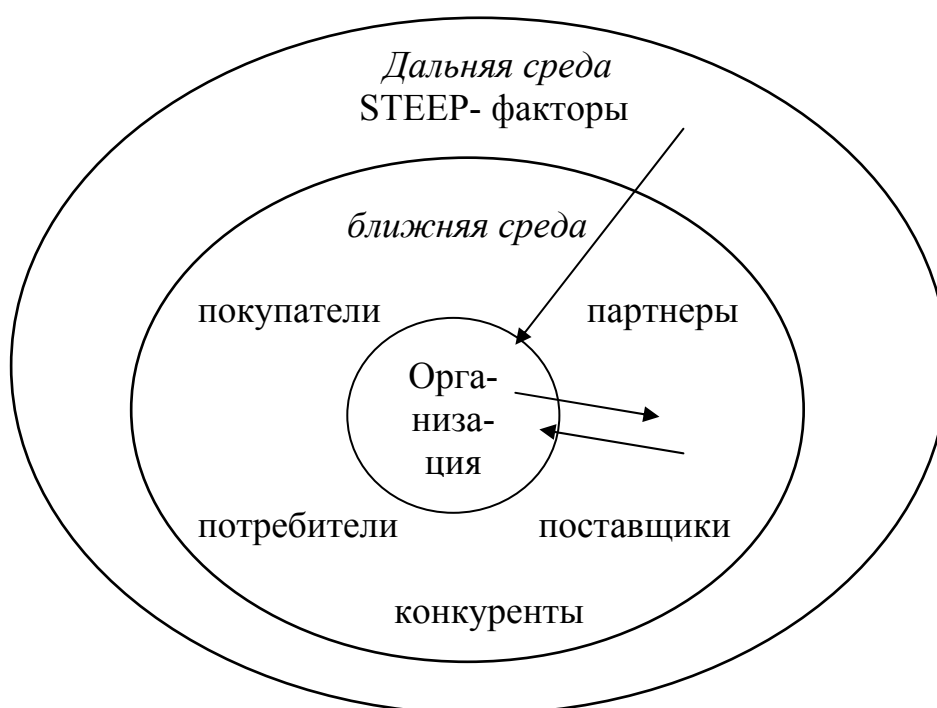 Дальняя среда
STEEP- факторы
ближняя среда
покупатели
партнеры
Орга-
низа-
ция
потребители
поставщики
конкуренты